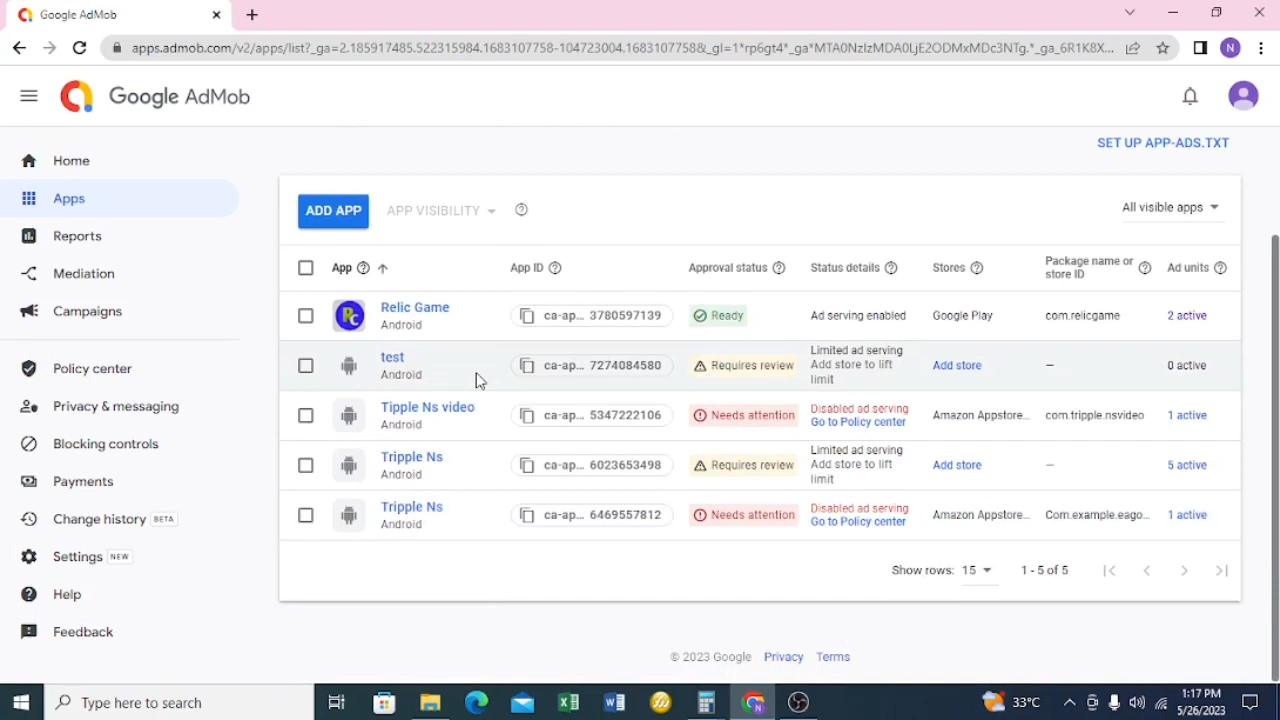 Google AdMob
apps.admob.com/v2/apps/list?_ga=2.185917485.522315984.1683107758-104723004.1683107758&_gl=1*rp6gt4*_ga*MTA0NzIzMDA0LjE2ODMxMDc3NTg.*_ga_6R1K8X...
N
Google AdMob
Home
Apps
Reports
Mediation
Campaigns
Policy center
Privacy & messaging
Blocking controls
Payments
Change history BETA
Settings NEW
Help
Feedback
SET UP APP-ADS.TXT
ADD APP APP VISIBILITY All visible apps
App App ID Approval status Status details Stores Package name or store ID Ad units
Relic Game
Android
ca-ap... 3780597139 Ready Ad serving enabled Google Play com.relicgame 2 active
test
Android
ca-ap... 7274084580 Requires review
Limited ad serving
Add store to lift
limit
Add store – 0 active
Tipple Ns video
Android
ca-ap... 5347222106 Needs attention
Disabled ad serving
Go to Policy center
Amazon Appstore... com.tripple.nsvideo 1 active
Tripple Ns
Android
ca-ap... 6023653498 Requires review
Limited ad serving
Add store to lift
limit
Add store – 5 active
Tripple Ns
Android
ca-ap... 6469557812 Needs attention
Disabled ad serving
Go to Policy center
Amazon Appstore... Com.example.eago... 1 active
Show rows: 15 1 - 5 of 5
© 2023 Google Privacy Terms
Type here to search
33°C
1:17 PM
5/26/2023